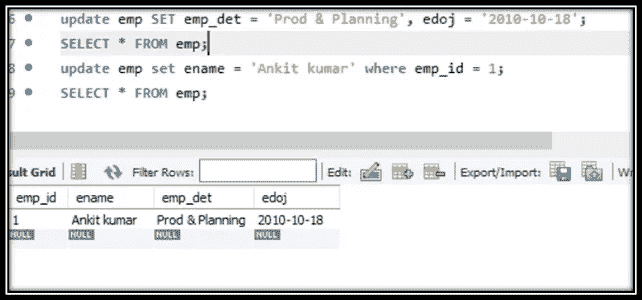 6 update emp SET emp_det = 'Prod & Planning', edoj = '2010-10-18';
7 SELECT * FROM emp;
8 update emp set ename = 'Ankit kumar' where emp_id = 1;
9 SELECT * FROM emp;
sult Grid Filter Rows: Edit: Export/Import: Wr
emp_id ename emp_det edoj
1 Ankit kumar Prod & Planning 2010-10-18
NULL NULL NULL NULL